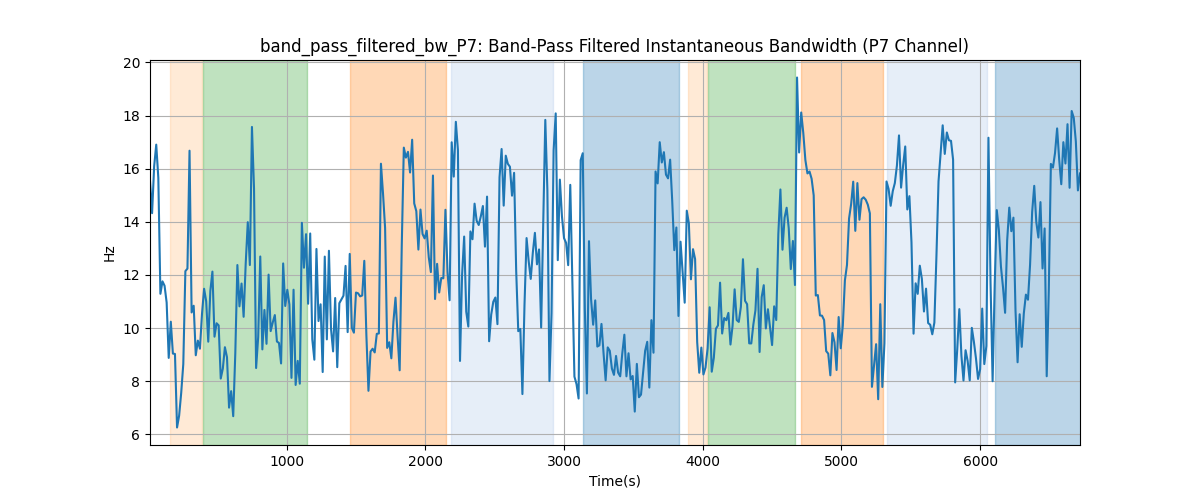 band_pass_filtered_bw_P7: Band-Pass Filtered Instantaneous Bandwidth (P7 Channel)
20
18
16
14
12
10
8
6
Hz
1000 2000 3000 4000 5000 6000
Time(s)